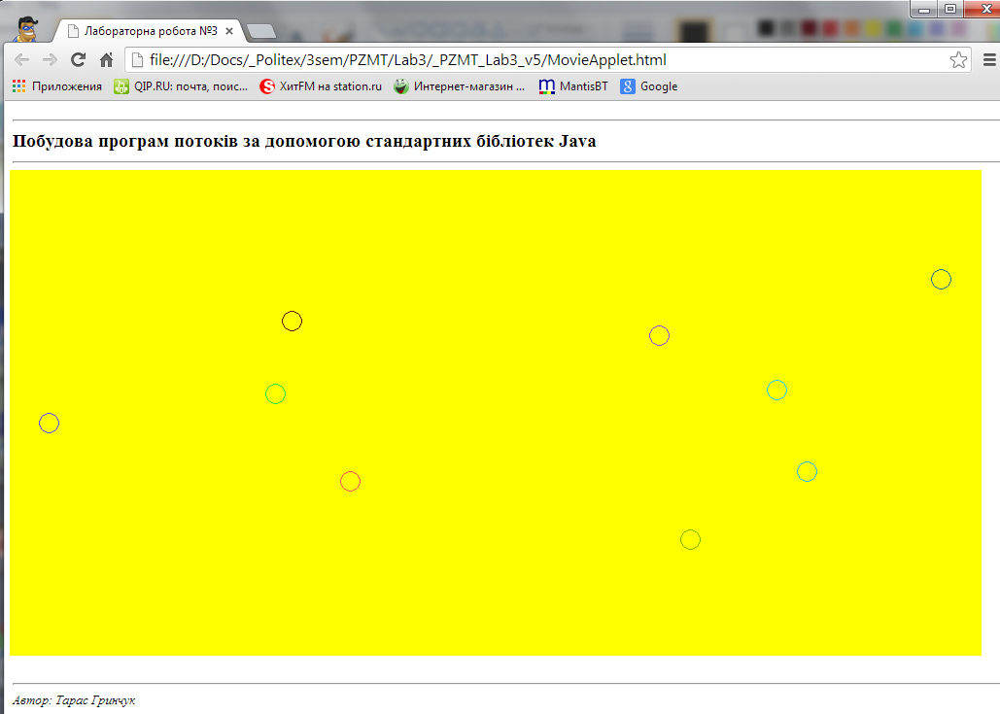 Лабораторна робота №3
file:///D:/Docs/_Politex/3sem/PZMT/Lab3/_PZMT_Lab3_v5/MovieApplet.html
Приложения QIP.RU: почта, поис... ХитFM на station.ru Интернет-магазин ... MantisBT Google
Побудова програм потоків за допомогою стандартних бібліотек Java
Автор: Тарас Гринчук